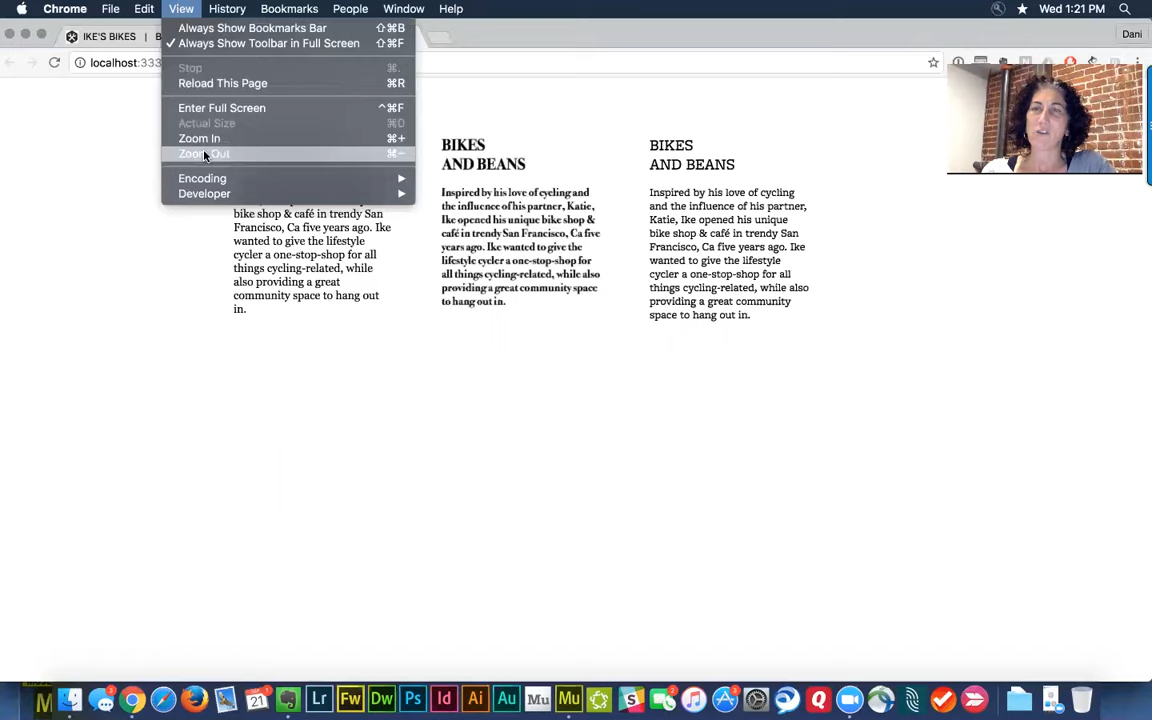 Chrome File Edit View History Bookmarks People Window Help Wed 1:21 PM
IKE'S BIKES | B
Dani
localhost:333
Always Show Bookmarks Bar ⇧⌘B
✓ Always Show Toolbar in Full Screen ⇧⌘F
Stop ⌘.
Reload This Page ⌘R
Enter Full Screen ^⌘F
Actual Size ⌘0
Zoom In ⌘+
Zoom Out ⌘−
Encoding
Developer
bike shop & café in trendy San
Francisco, Ca five years ago. Ike
wanted to give the lifestyle
cycler a one-stop-shop for all
things cycling-related, while
also providing a great
community space to hang out
in.
BIKES
AND BEANS
Inspired by his love of cycling and
the influence of his partner, Katie,
Ike opened his unique bike shop &
café in trendy San Francisco, Ca five
years ago. Ike wanted to give the
lifestyle cycler a one-stop-shop for
all things cycling-related, while also
providing a great community space
to hang out in.
BIKES
AND BEANS
Inspired by his love of cycling
and the influence of his partner,
Katie, Ike opened his unique
bike shop & café in trendy San
Francisco, Ca five years ago. Ike
wanted to give the lifestyle
cycler a one-stop-shop for all
things cycling-related, while also
providing a great community
space to hang out in.
21
Lr Fw Dw Ps Id Ai Au Mu Mu